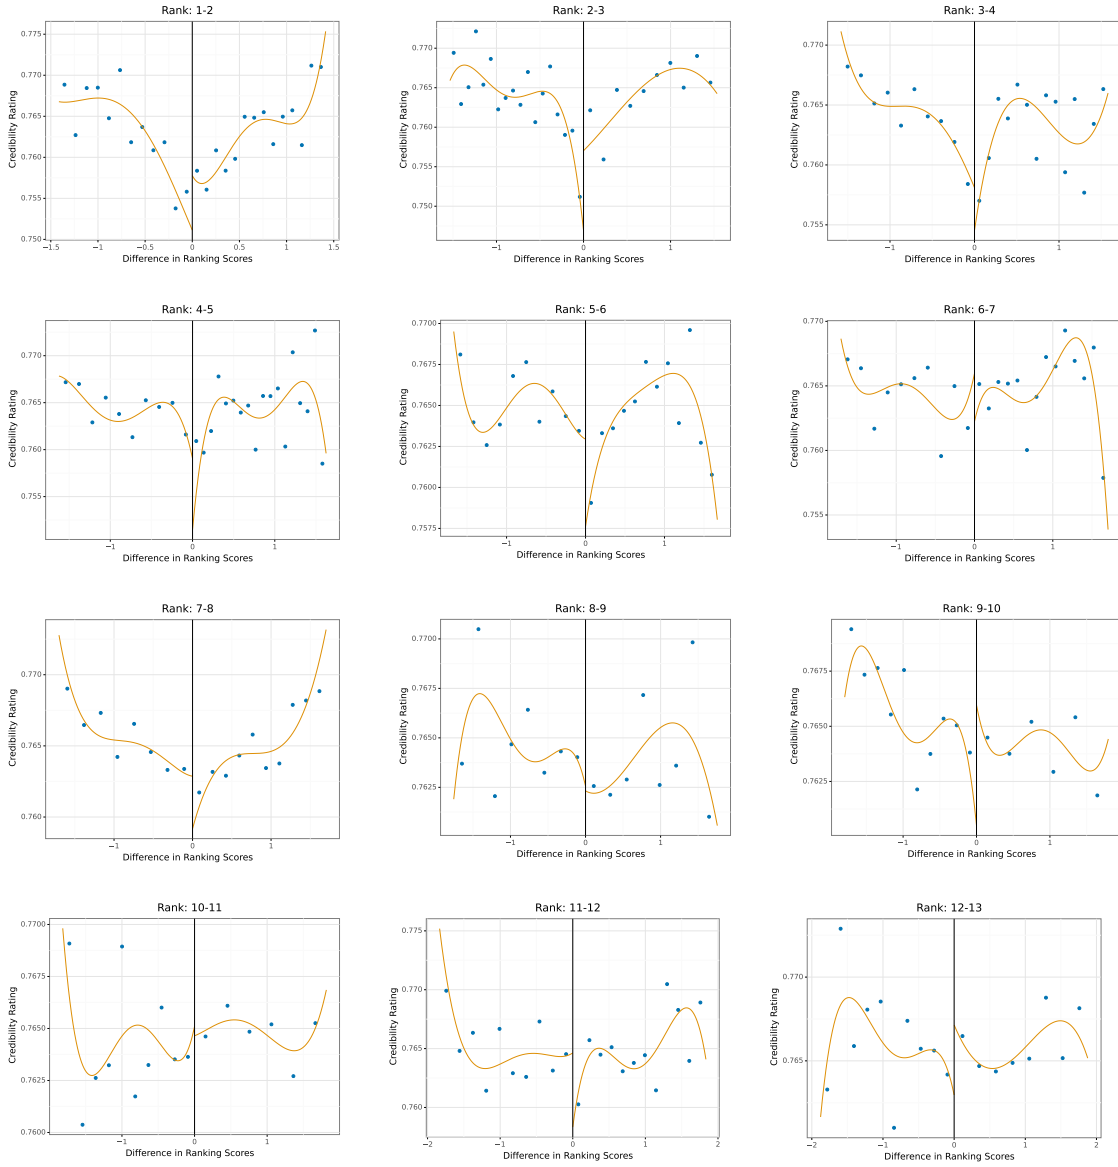 Rank: 1-2
Credibility Rating
0.775
0.770
0.765
0.760
0.755
0.750
−1.5
−1
−0.5
0
0.5
1
1.5
Difference in Ranking Scores
Rank: 2-3
Credibility Rating
0.770
0.765
0.760
0.755
0.750
−1
0
1
Difference in Ranking Scores
Rank: 3-4
Credibility Rating
0.770
0.765
0.760
0.755
−1
0
1
Difference in Ranking Scores
Rank: 4-5
Credibility Rating
0.770
0.765
0.760
0.755
−1
0
1
Difference in Ranking Scores
Rank: 5-6
Credibility Rating
0.7700
0.7675
0.7650
0.7625
0.7600
0.7575
−1
0
1
Difference in Ranking Scores
Rank: 6-7
Credibility Rating
0.770
0.765
0.760
0.755
−1
0
1
Difference in Ranking Scores
Rank: 7-8
Credibility Rating
0.770
0.765
0.760
−1
0
1
Difference in Ranking Scores
Rank: 8-9
Credibility Rating
0.7700
0.7675
0.7650
0.7625
−1
0
1
Difference in Ranking Scores
Rank: 9-10
Credibility Rating
0.7675
0.7650
0.7625
−1
0
1
Difference in Ranking Scores
Rank: 10-11
Credibility Rating
0.7700
0.7675
0.7650
0.7625
0.7600
−1
0
1
Difference in Ranking Scores
Rank: 11-12
Credibility Rating
0.775
0.770
0.765
0.760
−2
−1
0
1
2
Difference in Ranking Scores
Rank: 12-13
Credibility Rating
0.770
0.765
−2
−1
0
1
2
Difference in Ranking Scores